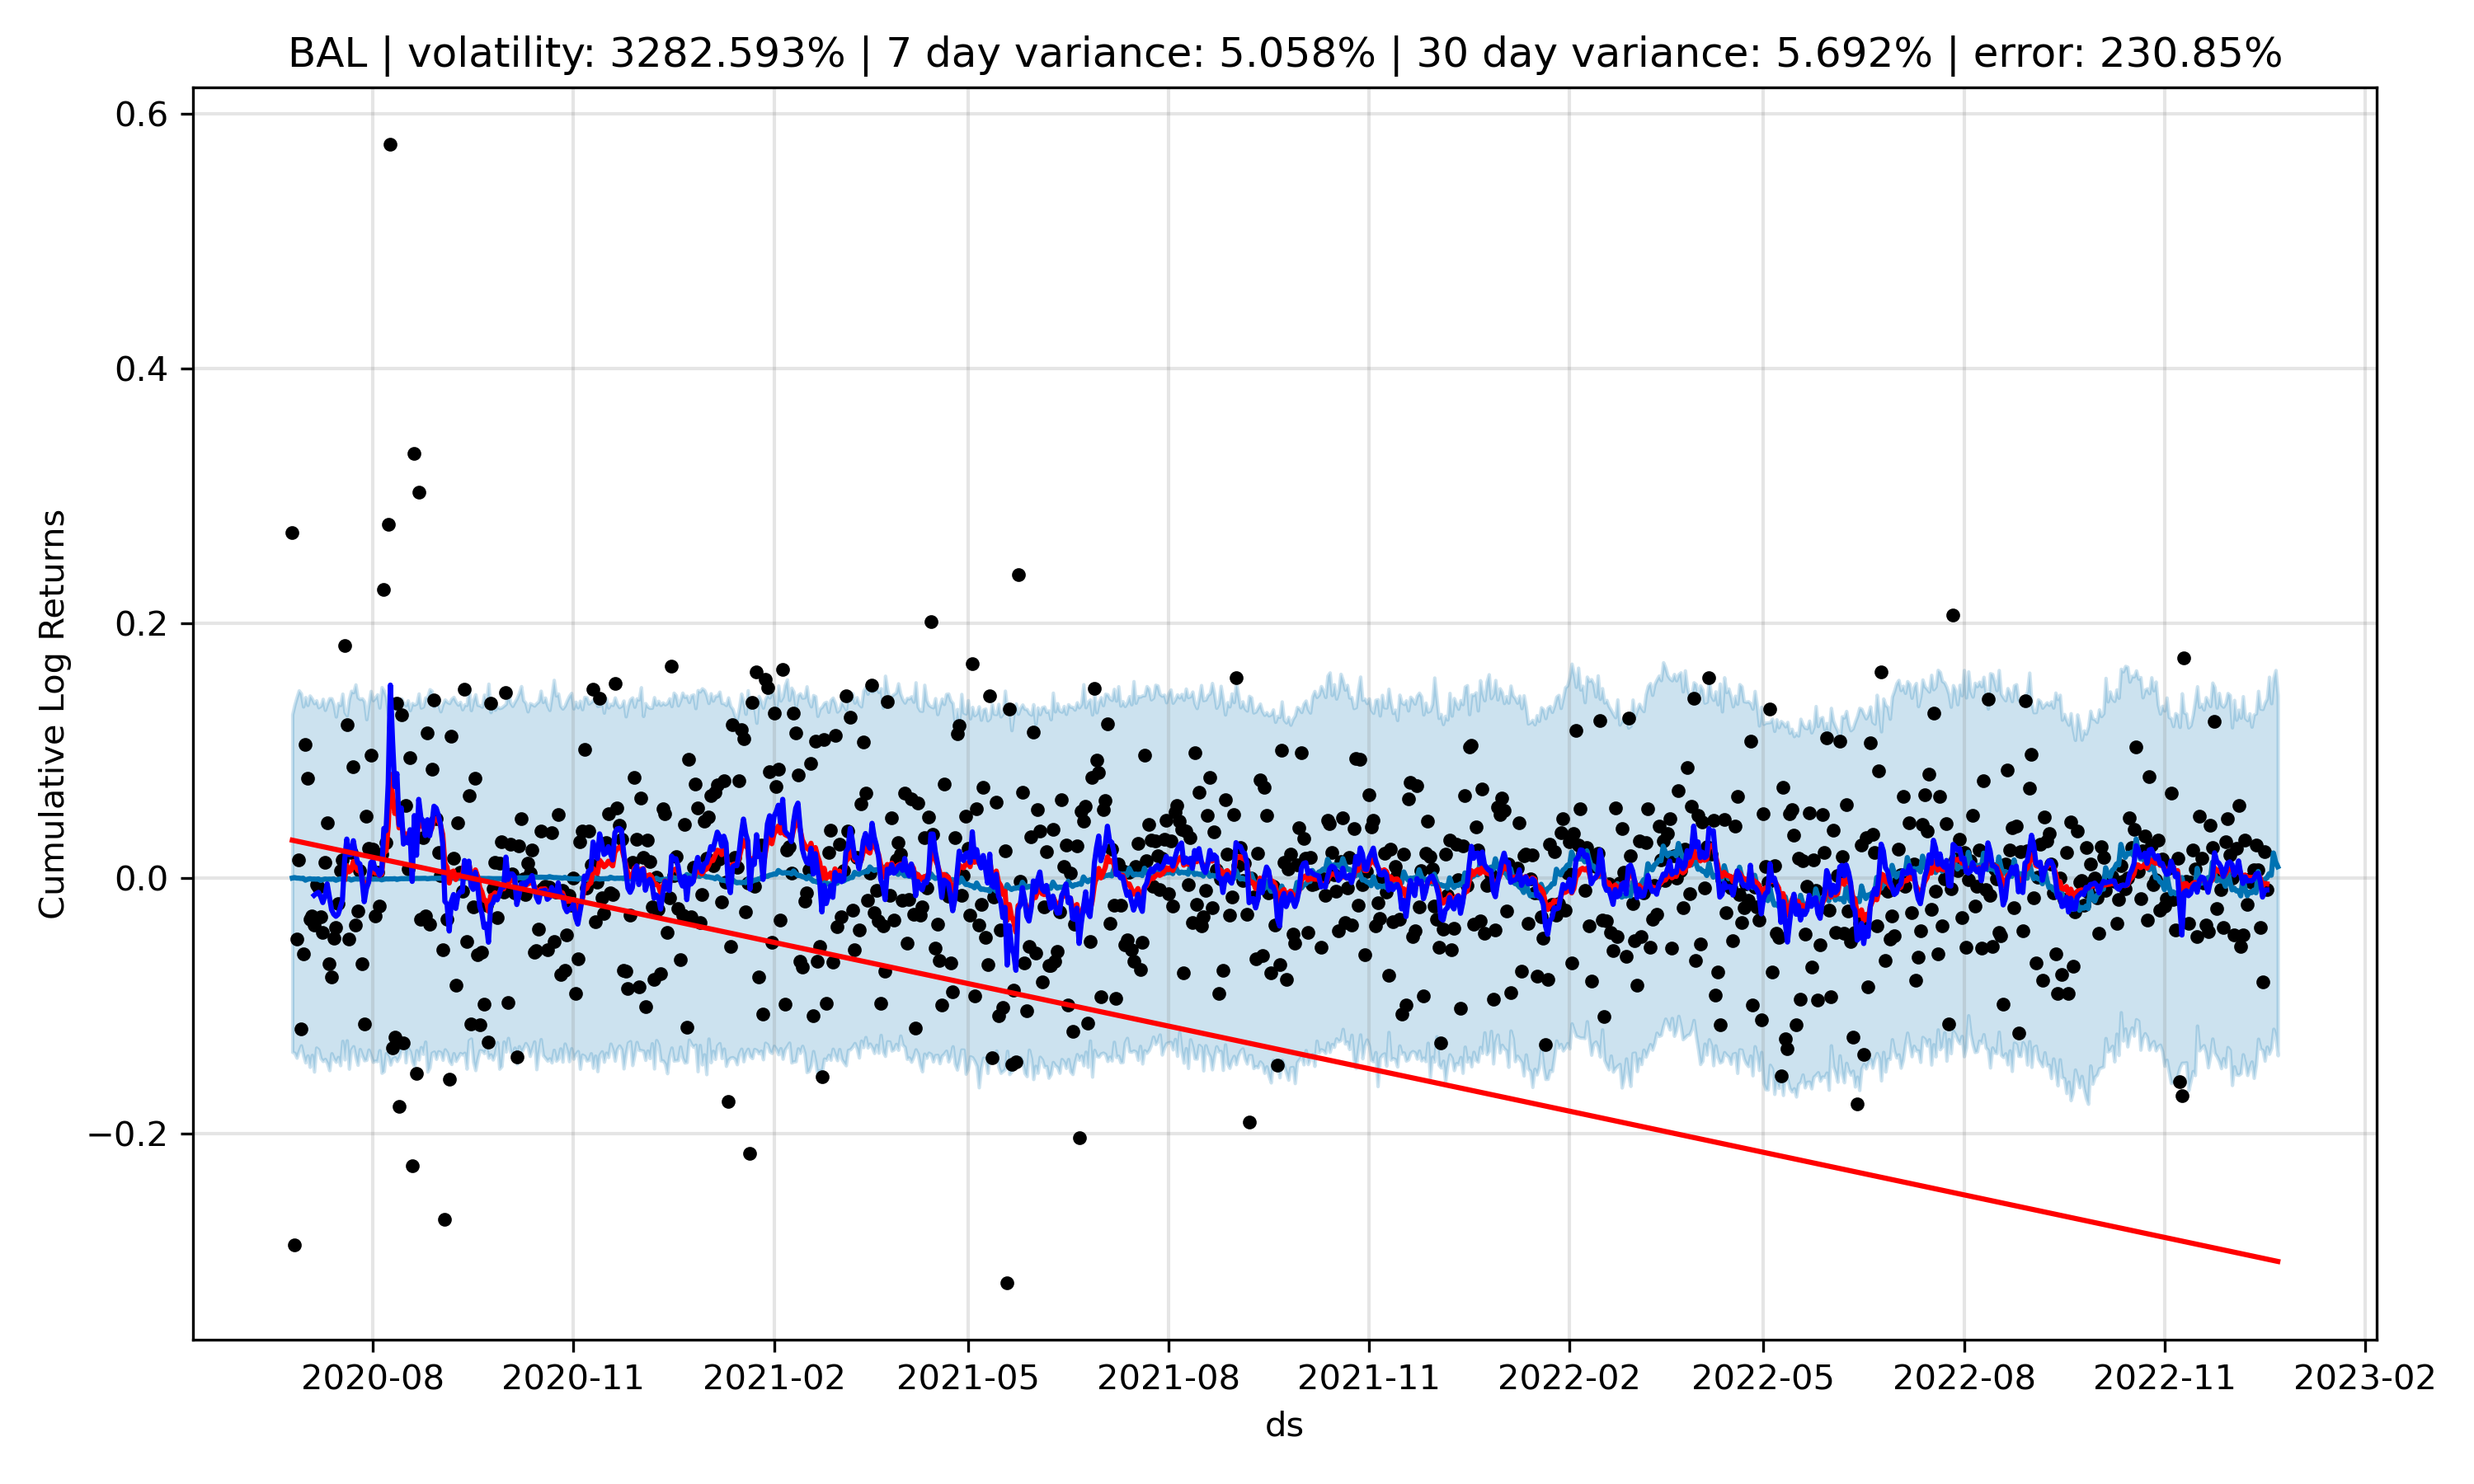 BAL | volatility: 3282.593% | 7 day variance: 5.058% | 30 day variance: 5.692% | error: 230.85%
0.6
0.4
0.2
0.0
−0.2
Cumulative Log Returns
2020-08 2020-11 2021-02 2021-05 2021-08 2021-11 2022-02 2022-05 2022-08 2022-11 2023-02
ds